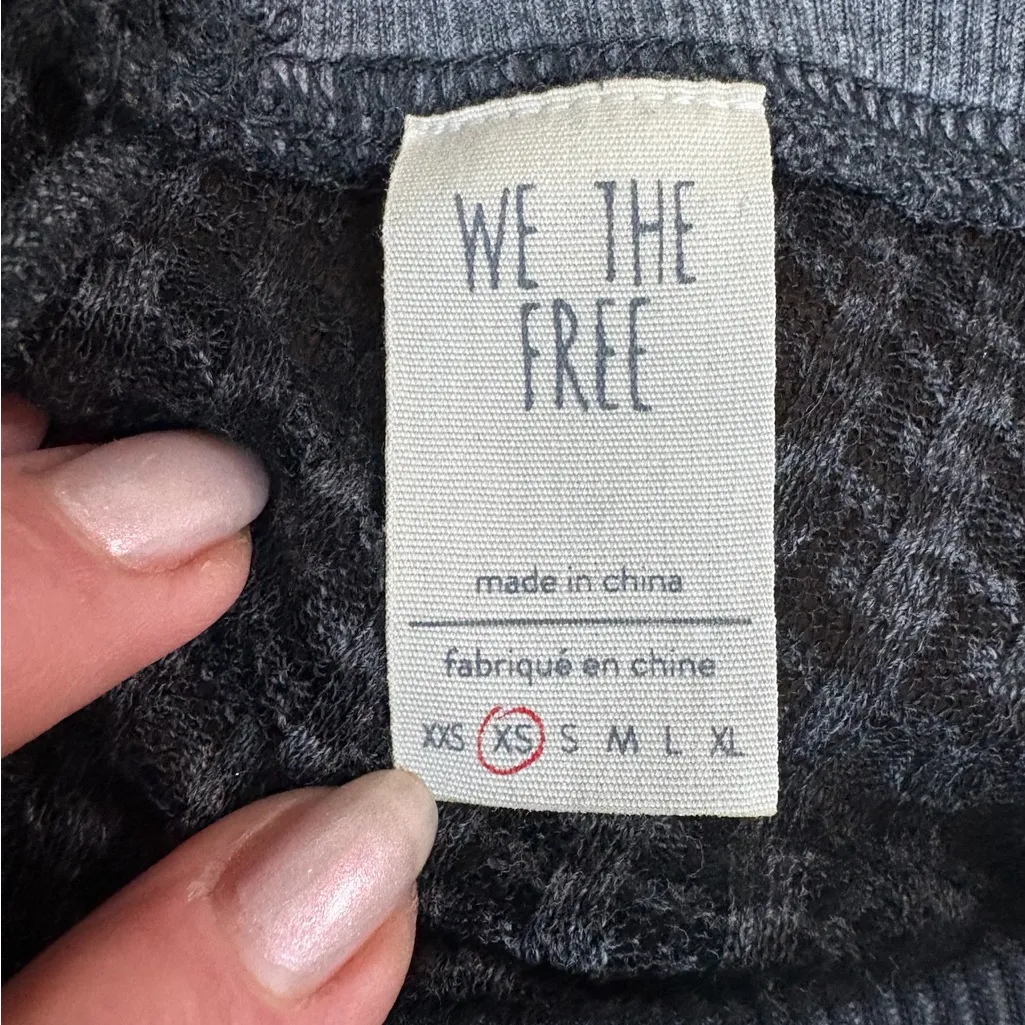 WE THE
FREE
made in china
fabriqué en chine
XXS XS S M L XL